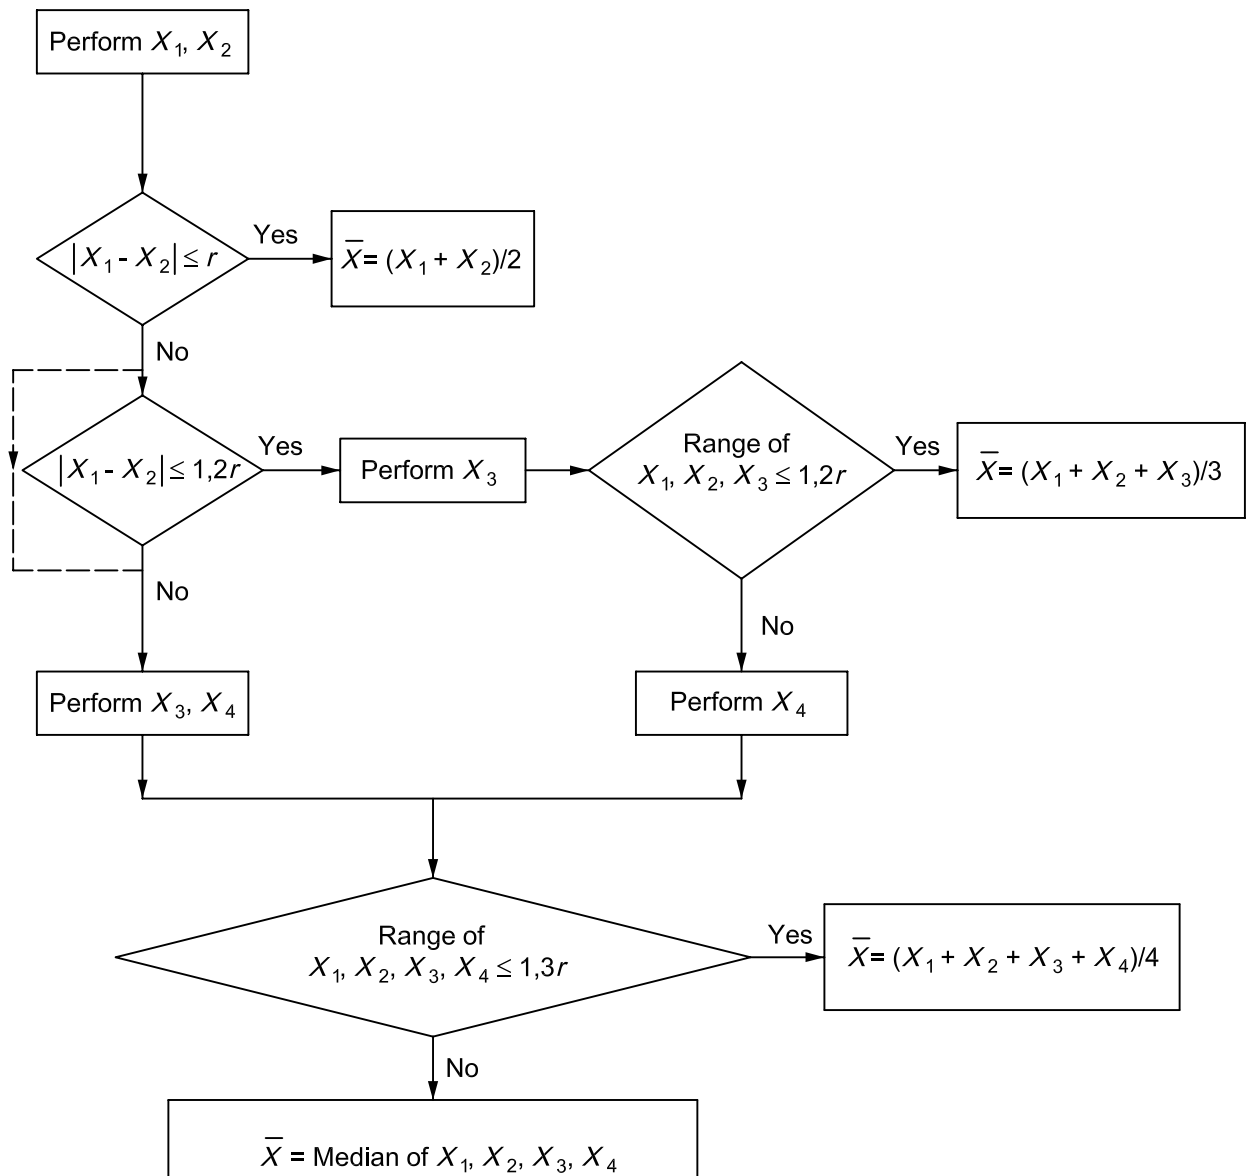 Perform X₁, X₂
|X₁ - X₂| ≤ r
Yes
X̅ = (X₁ + X₂)/2
No
|X₁ - X₂| ≤ 1,2r
Yes
Perform X₃
Range of
X₁, X₂, X₃ ≤ 1,2r
Yes
X̅ = (X₁ + X₂ + X₃)/3
No
No
Perform X₃, X₄
Perform X₄
Range of
X₁, X₂, X₃, X₄ ≤ 1,3r
Yes
X̅ = (X₁ + X₂ + X₃ + X₄)/4
No
X̅ = Median of X₁, X₂, X₃, X₄